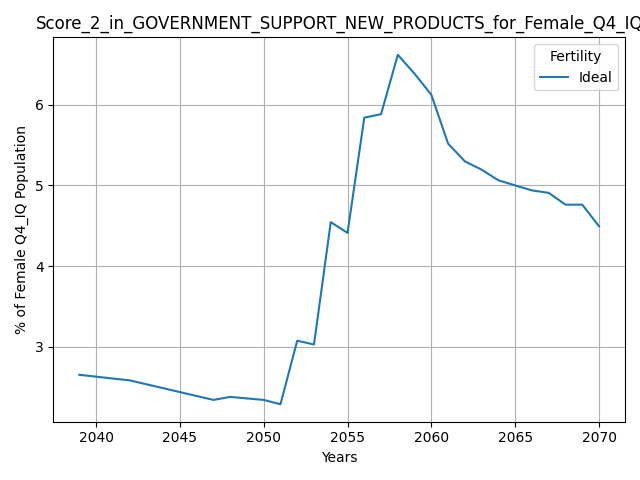 Score_2_in_GOVERNMENT_SUPPORT_NEW_PRODUCTS_for_Female_Q4_IQ
Fertility
Ideal
% of Female Q4_IQ Population
6
5
4
3
2040 2045 2050 2055 2060 2065 2070
Years